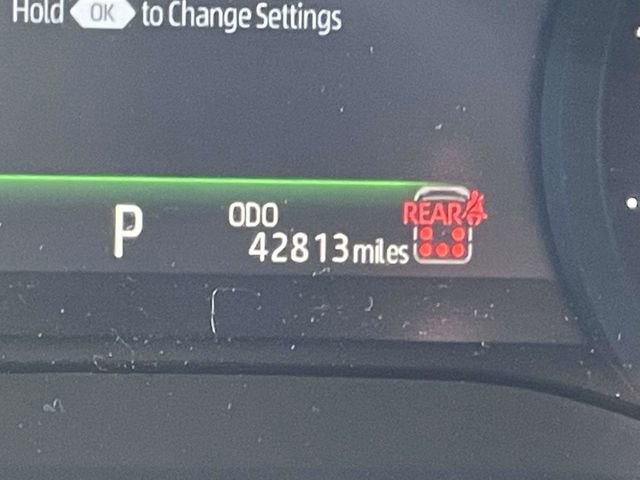 Hold OK to Change Settings
P
ODO
42813 miles
REAR